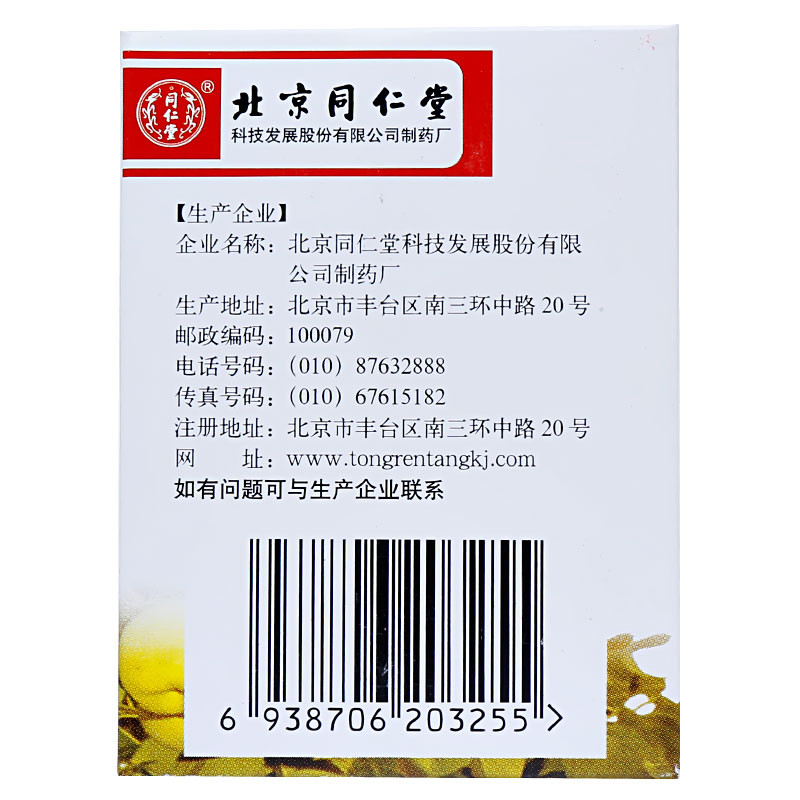 同仁堂
®
北京同仁堂
科技发展股份有限公司制药厂
【生产企业】
企业名称：北京同仁堂科技发展股份有限
公司制药厂
生产地址：北京市丰台区南三环中路 20 号
邮政编码：100079
电话号码：（010）87632888
传真号码：（010）67615182
注册地址：北京市丰台区南三环中路 20 号
网 址：www.tongrentangkj.com
如有问题可与生产企业联系
6 938706 203255 >